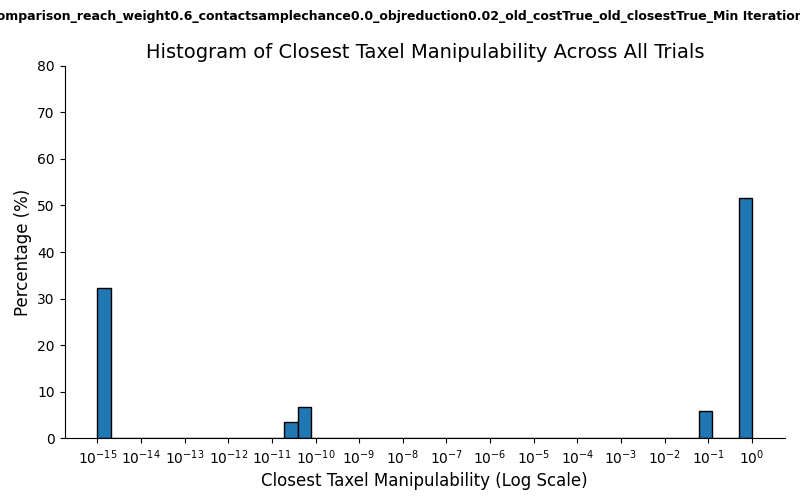 omparison_reach_weight0.6_contactsamplechance0.0_objreduction0.02_old_costTrue_old_closestTrue_Min Iteration
Histogram of Closest Taxel Manipulability Across All Trials
80
70
60
50
40
30
20
10
0
Percentage (%)
10⁻¹⁵ 10⁻¹⁴ 10⁻¹³ 10⁻¹² 10⁻¹¹ 10⁻¹⁰ 10⁻⁹ 10⁻⁸ 10⁻⁷ 10⁻⁶ 10⁻⁵ 10⁻⁴ 10⁻³ 10⁻² 10⁻¹ 10⁰
Closest Taxel Manipulability (Log Scale)